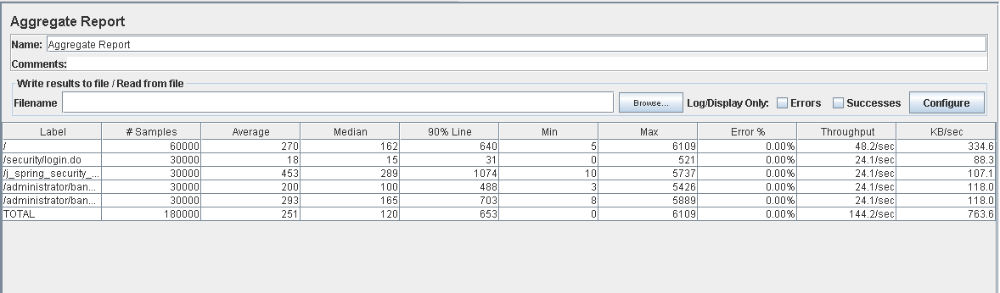 Aggregate Report
Name: Aggregate Report
Comments:
Write results to file / Read from file
Filename Browse... Log/Display Only: Errors Successes Configure
Label # Samples Average Median 90% Line Min Max Error % Throughput KB/sec
/ 60000 270 162 640 5 6109 0.00% 48.2/sec 334.6
/security/login.do 30000 18 15 31 0 521 0.00% 24.1/sec 88.3
/j_spring_security_... 30000 453 289 1074 10 5737 0.00% 24.1/sec 107.1
/administrator/ban... 30000 200 100 488 3 5426 0.00% 24.1/sec 118.0
/administrator/ban... 30000 293 165 703 8 5889 0.00% 24.1/sec 118.0
TOTAL 180000 251 120 653 0 6109 0.00% 144.2/sec 763.6